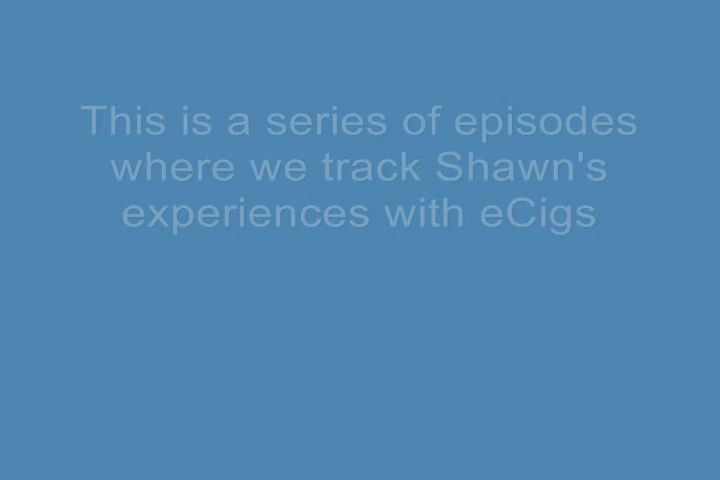 This is a series of episodes
where we track Shawn's
experiences with eCigs